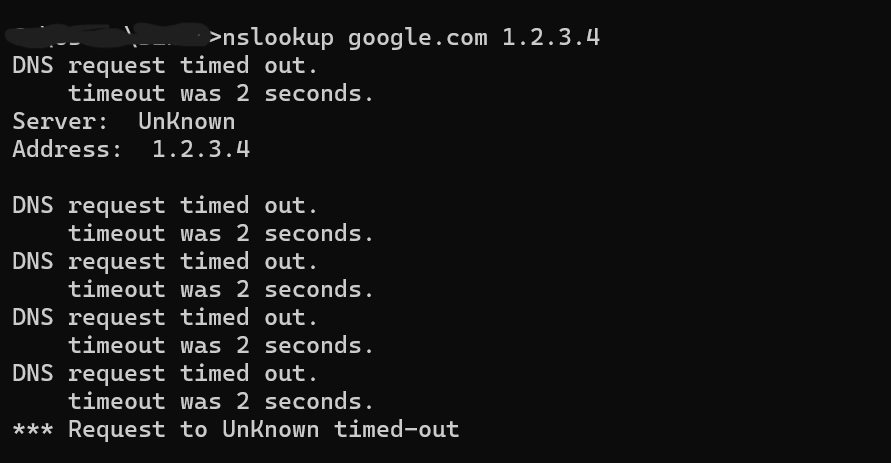 >nslookup google.com 1.2.3.4
DNS request timed out.
    timeout was 2 seconds.
Server:  UnKnown
Address:  1.2.3.4

DNS request timed out.
    timeout was 2 seconds.
DNS request timed out.
    timeout was 2 seconds.
DNS request timed out.
    timeout was 2 seconds.
DNS request timed out.
    timeout was 2 seconds.
*** Request to UnKnown timed-out